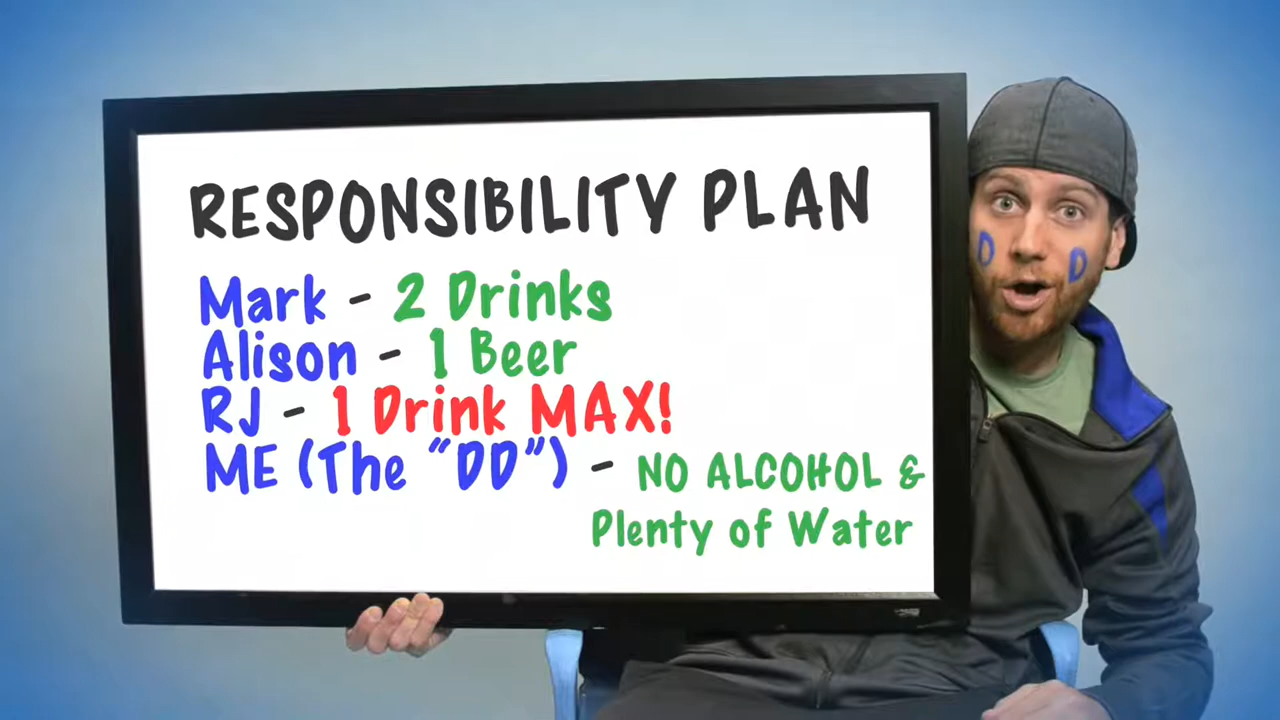 RESPONSIBILITY PLAN
Mark - 2 Drinks
Alison - 1 Beer
RJ - 1 Drink MAX!
ME (The "DD") - NO ALCOHOL &
Plenty of Water
D D